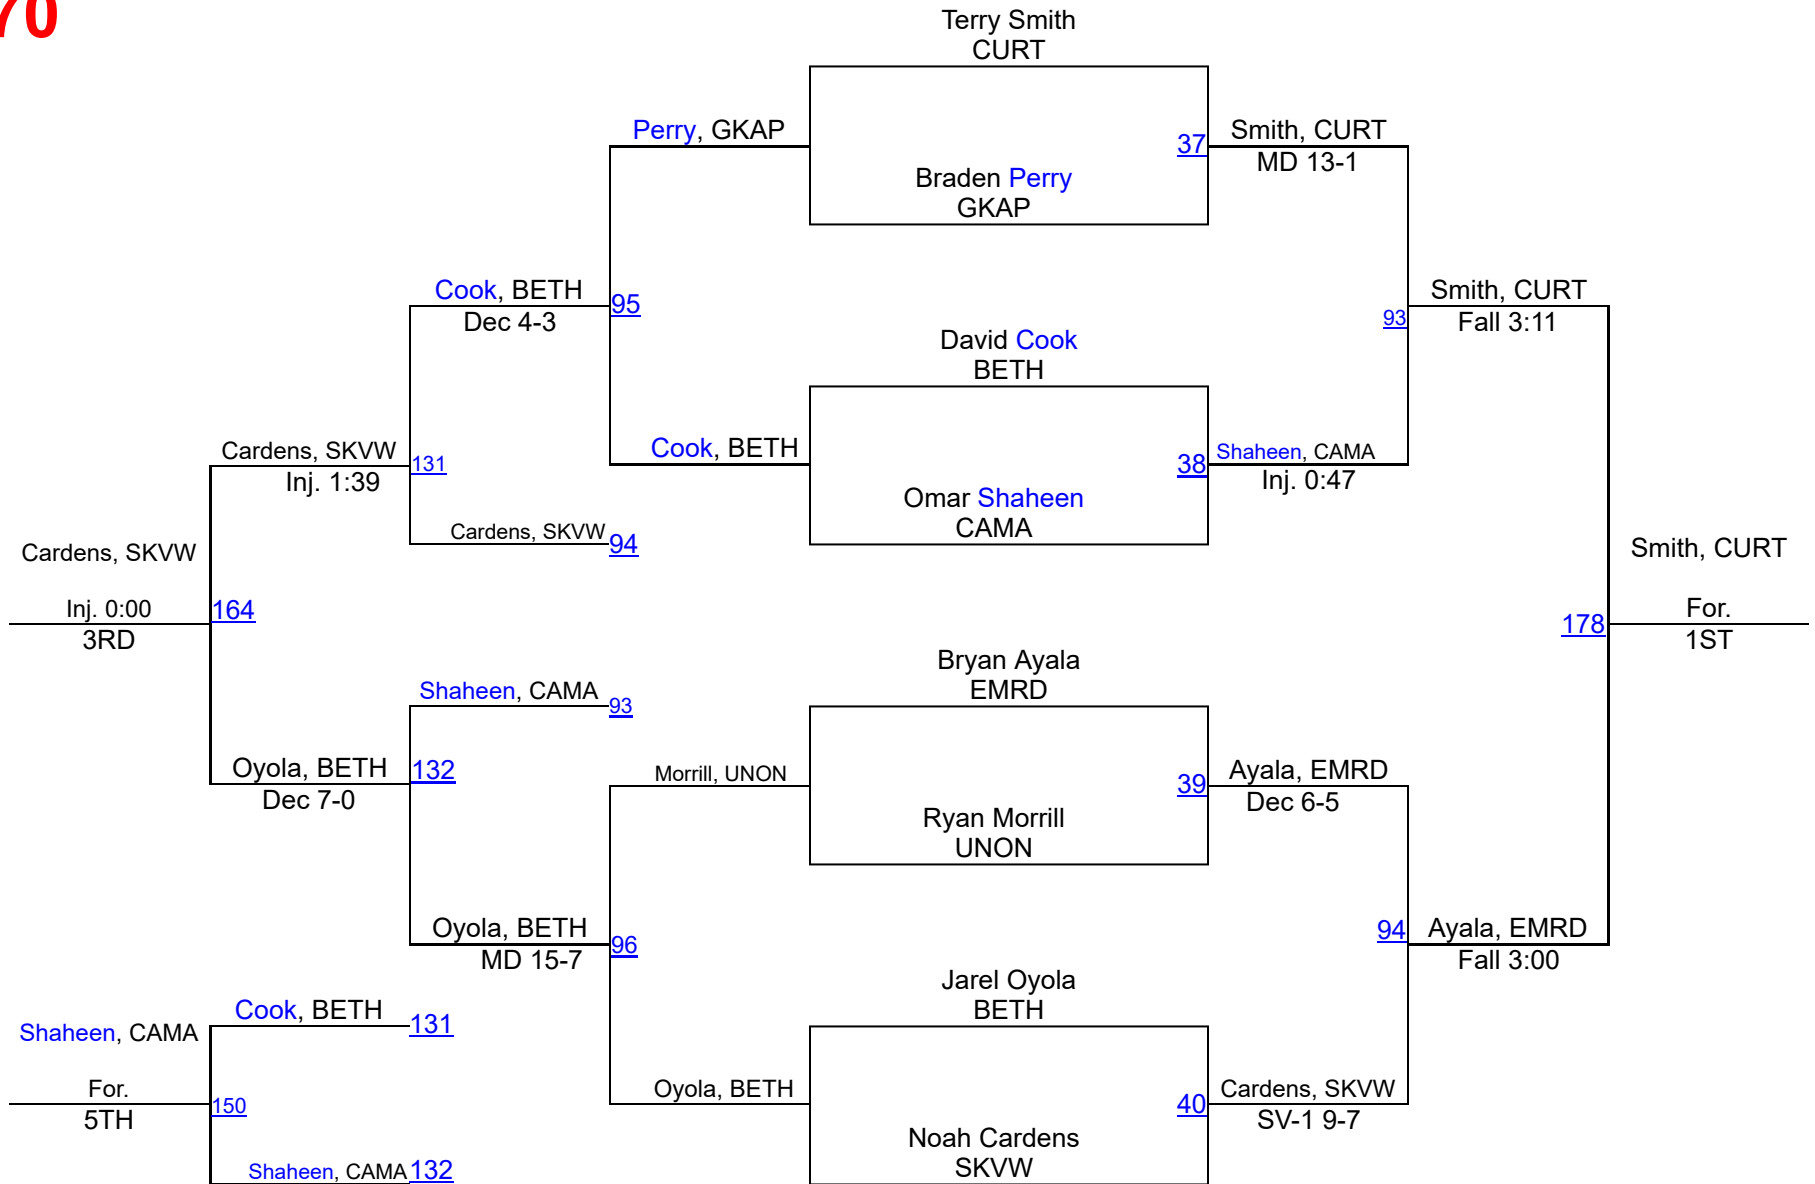 70
Terry Smith
CURT
Perry, GKAP
37
Smith, CURT
MD 13-1
Braden Perry
GKAP
Cook, BETH
Dec 4-3
95
Smith, CURT
Fall 3:11
93
David Cook
BETH
Cardens, SKVW
Inj. 1:39
131
Cook, BETH
38
Shaheen, CAMA
Inj. 0:47
Omar Shaheen
CAMA
Cardens, SKVW
94
Cardens, SKVW
Inj. 0:00
3RD
164
Smith, CURT
For.
1ST
178
Bryan Ayala
EMRD
Shaheen, CAMA
93
Oyola, BETH
Dec 7-0
132
Morrill, UNON
39
Ayala, EMRD
Dec 6-5
Ryan Morrill
UNON
Oyola, BETH
MD 15-7
96
94
Ayala, EMRD
Fall 3:00
Jarel Oyola
BETH
Cook, BETH
131
Shaheen, CAMA
For.
5TH
150
Oyola, BETH
40
Cardens, SKVW
SV-1 9-7
Noah Cardens
SKVW
Shaheen, CAMA
132